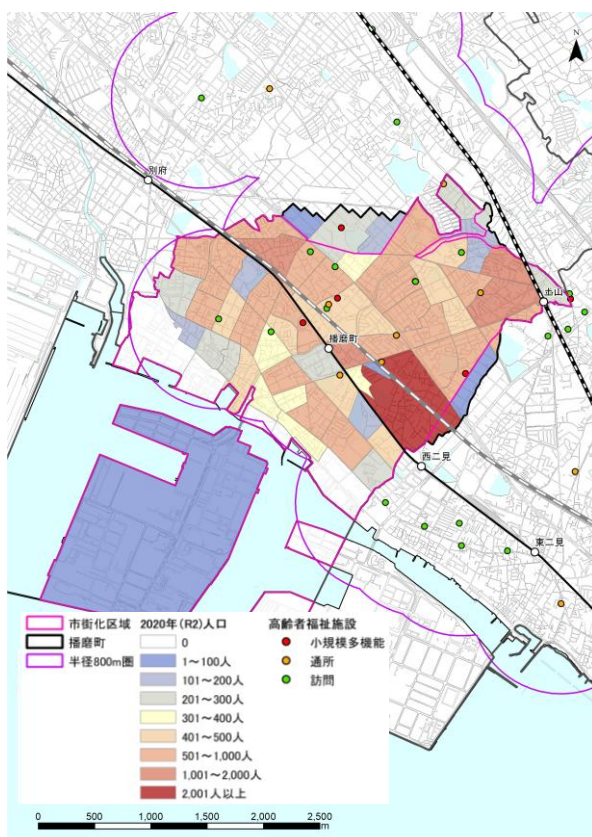 N
別府
土山
播磨町
西二見
東二見
市街化区域
播磨町
半径800m圏
2020年(R2)人口
0
1～100人
101～200人
201～300人
301～400人
401～500人
501～1,000人
1,001～2,000人
2,001人以上
高齢者福祉施設
小規模多機能
通所
訪問
0 500 1,000 1,500 2,000 2,500
m